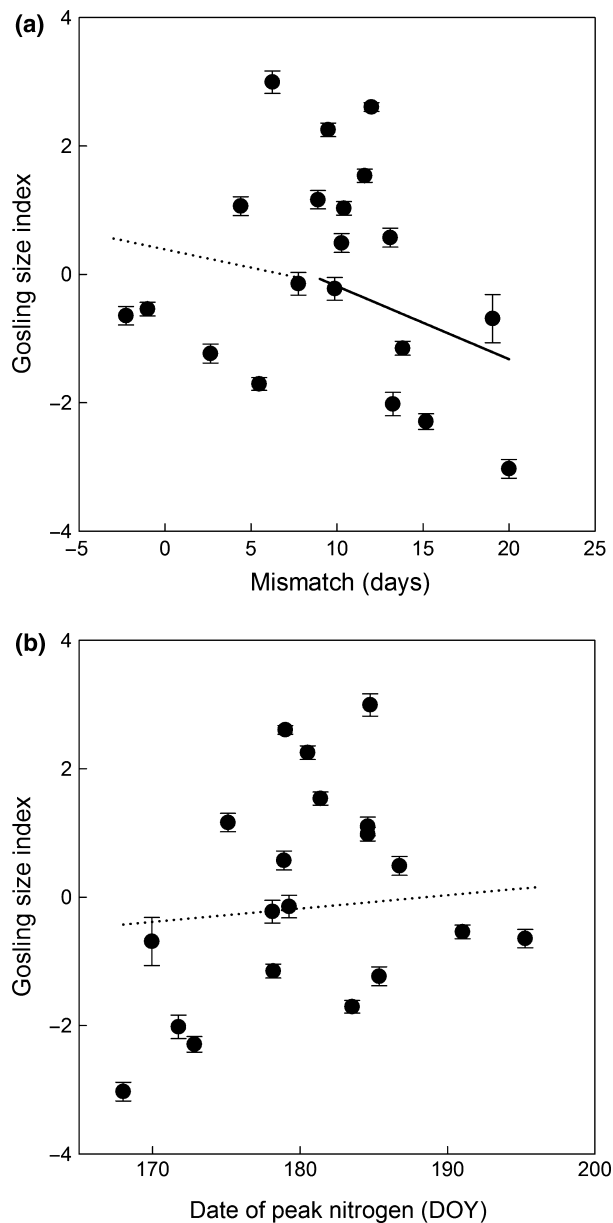 (a)
4
2
0
−2
−4
Gosling size index
−5 0 5 10 15 20 25
Mismatch (days)
(b)
4
2
0
−2
−4
Gosling size index
170 180 190 200
Date of peak nitrogen (DOY)